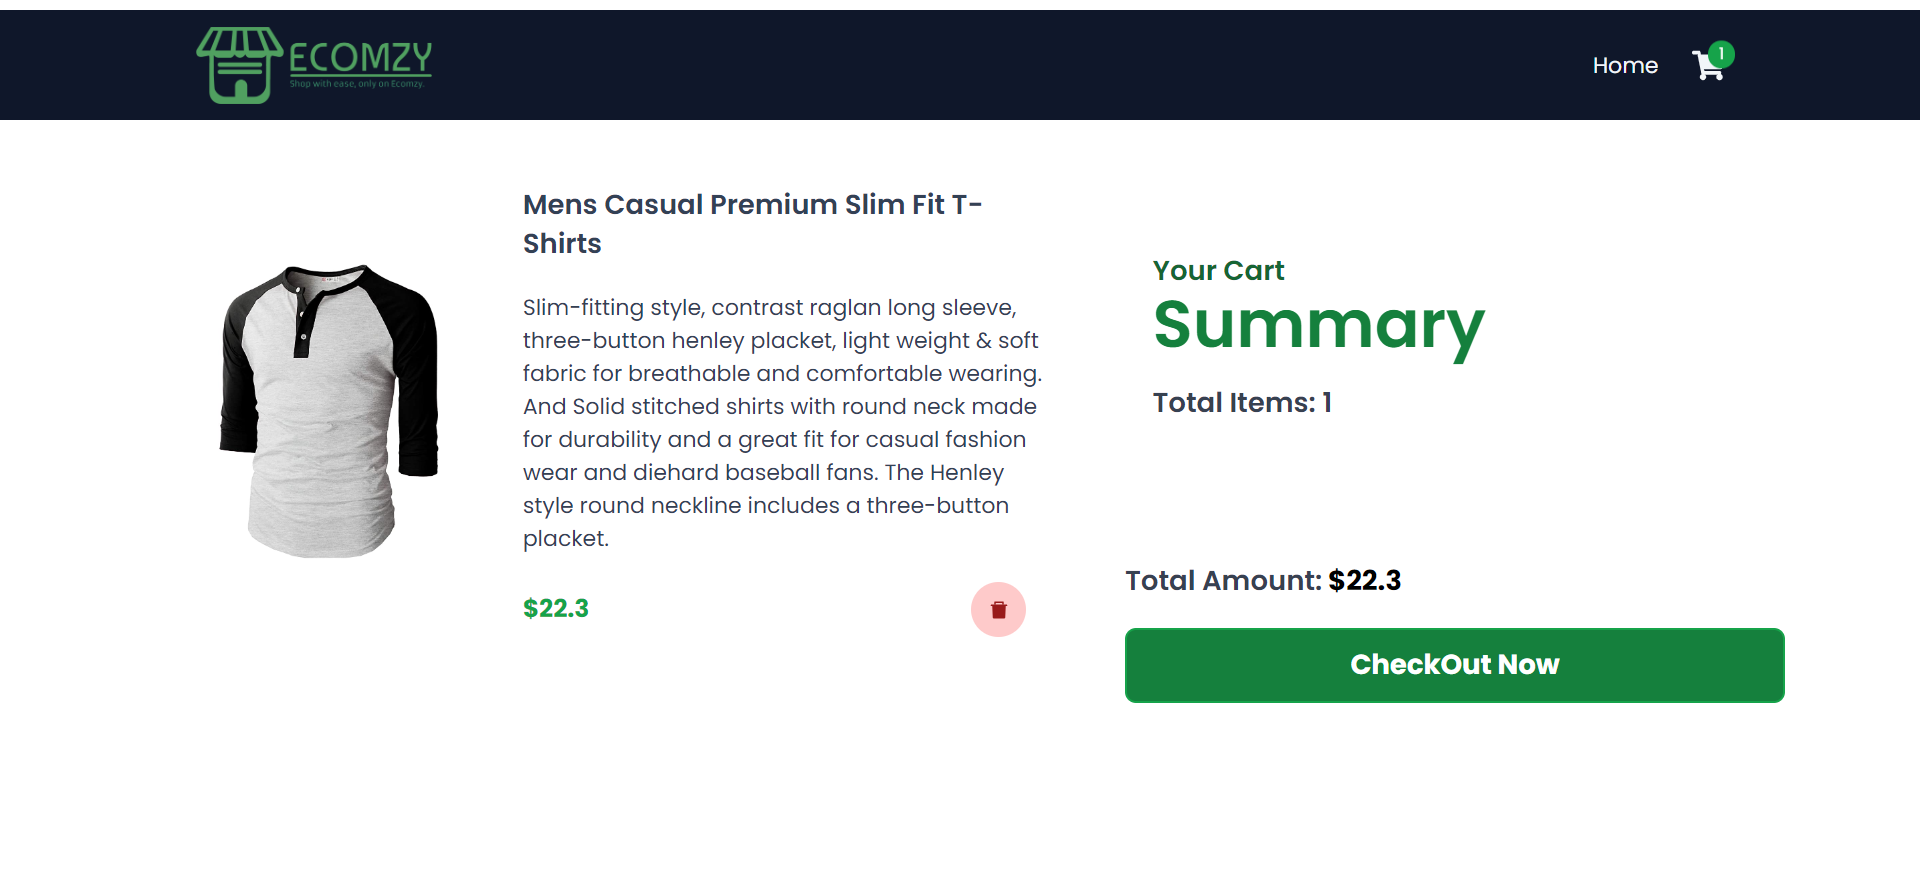 ECOMZY
Shop with ease, only on Ecomzy.
Home
1
Mens Casual Premium Slim Fit T-
Shirts
Slim-fitting style, contrast raglan long sleeve,
three-button henley placket, light weight & soft
fabric for breathable and comfortable wearing.
And Solid stitched shirts with round neck made
for durability and a great fit for casual fashion
wear and diehard baseball fans. The Henley
style round neckline includes a three-button
placket.
$22.3
Your Cart
Summary
Total Items: 1
Total Amount: $22.3
CheckOut Now